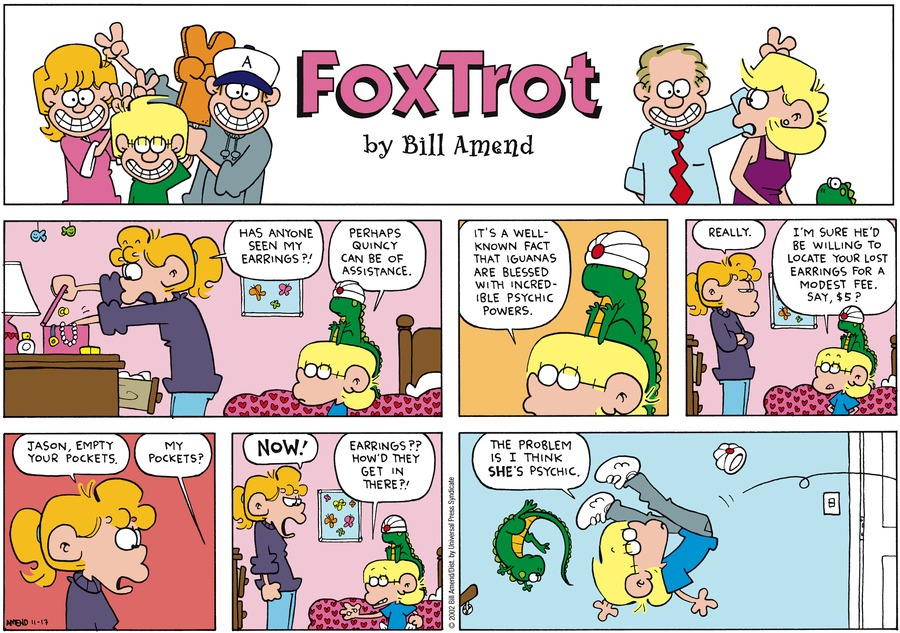 A
FOXTROT
by Bill Amend
HAS ANYONE
SEEN MY
EARRINGS?!
PERHAPS
QUINCY
CAN BE OF
ASSISTANCE.
IT'S A WELL-
KNOWN FACT
THAT IGUANAS
ARE BLESSED
WITH INCRED-
IBLE PSYCHIC
POWERS.
REALLY.
I'M SURE HE'D
BE WILLING TO
LOCATE YOUR LOST
EARRINGS FOR A
MODEST FEE.
SAY, $5?
JASON, EMPTY
YOUR POCKETS.
MY
POCKETS?
AMEND 11-17
NOW!
EARRINGS??
HOW'D THEY
GET IN
THERE?!
© 2002 Bill Amend/Dist. by Universal Press Syndicate
THE PROBLEM
IS I THINK
SHE'S PSYCHIC.